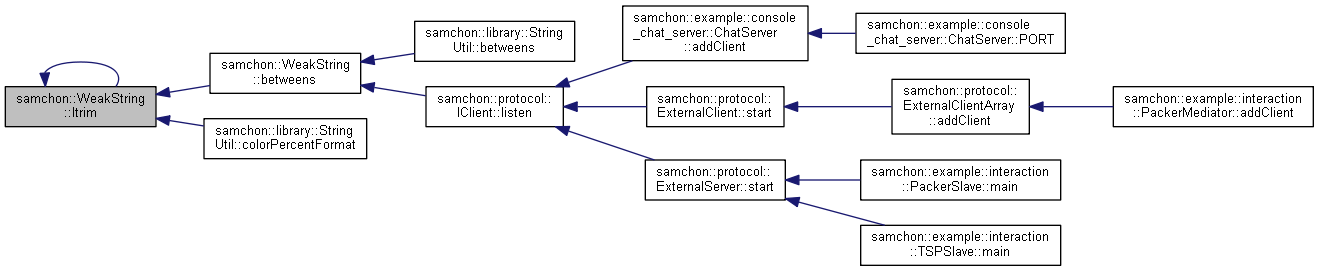 samchon::WeakString
::ltrim
samchon::WeakString
::betweens
samchon::library::String
Util::colorPercentFormat
samchon::library::String
Util::betweens
samchon::protocol::
IClient::listen
samchon::example::console
_chat_server::ChatServer
::addClient
samchon::protocol::
ExternalClient::start
samchon::protocol::
ExternalServer::start
samchon::example::console
_chat_server::ChatServer::PORT
samchon::protocol::
ExternalClientArray
::addClient
samchon::example::interaction
::PackerSlave::main
samchon::example::interaction
::TSPSlave::main
samchon::example::interaction
::PackerMediator::addClient